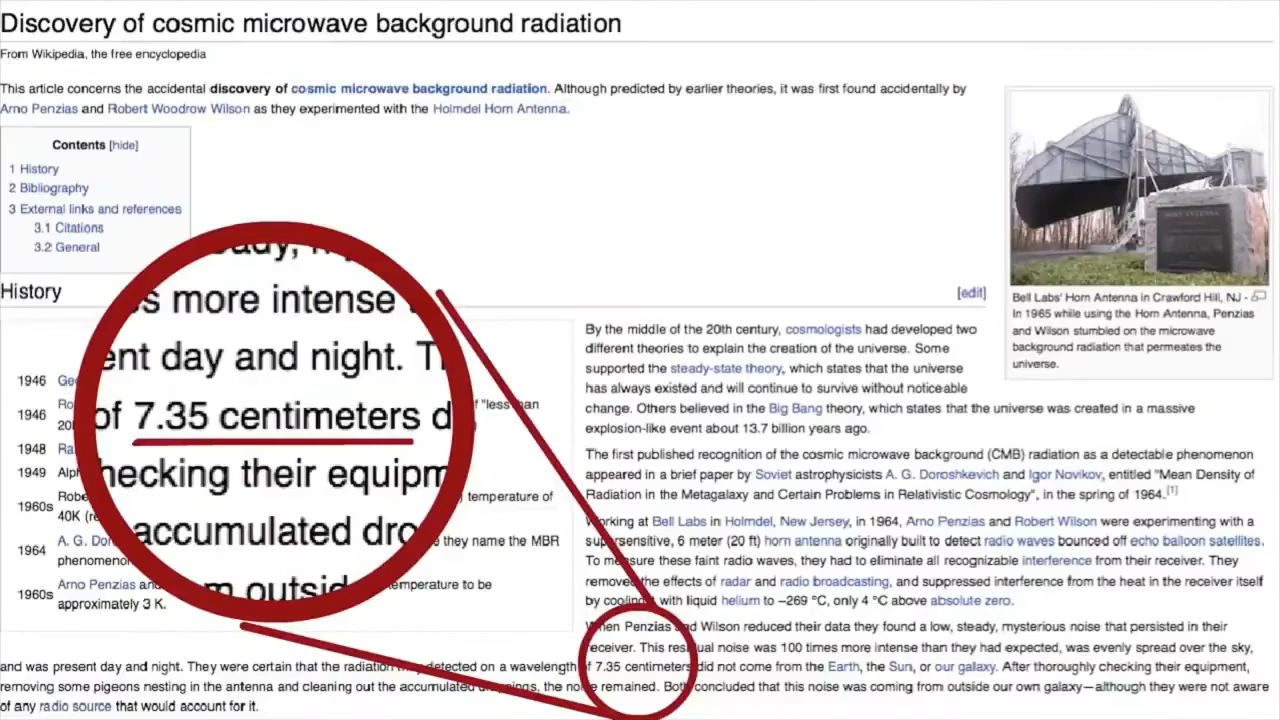 Discovery of cosmic microwave background radiation
From Wikipedia, the free encyclopedia
This article concerns the accidental discovery of cosmic microwave background radiation. Although predicted by earlier theories, it was first found accidentally by
Arno Penzias and Robert Woodrow Wilson as they experimented with the Holmdel Horn Antenna.
Contents [hide]
1 History
2 Bibliography
3 External links and references
3.1 Citations
3.2 General
History
[edit]
1946
1946
1948
1949
1960s
40K
1964 A. G.
phenomenon
1960s Arno Penzias
approximately 3 K.
"less than
temperature of
they name the MBR
temperature to be
more intense
day and night.
of 7.35 centimeters
their
accumulated
Bell Labs' Horn Antenna in Crawford Hill, NJ -
In 1965 while using the Horn Antenna, Penzias
and Wilson stumbled on the microwave
background radiation that permeates the
universe.
By the middle of the 20th century, cosmologists had developed two
different theories to explain the creation of the universe. Some
supported the steady-state theory, which states that the universe
has always existed and will continue to survive without noticeable
change. Others believed in the Big Bang theory, which states that the universe was created in a massive
explosion-like event about 13.7 billion years ago.
The first published recognition of the cosmic microwave background (CMB) radiation as a detectable phenomenon
appeared in a brief paper by Soviet astrophysicists A. G. Doroshkevich and Igor Novikov, entitled "Mean Density of
Radiation in the Metagalaxy and Certain Problems in Relativistic Cosmology", in the spring of 1964.[1]
Working at Bell Labs in Holmdel, New Jersey, in 1964, Arno Penzias and Robert Wilson were experimenting with a
supersensitive, 6 meter (20 ft) horn antenna originally built to detect radio waves bounced off echo balloon satellites.
To measure these faint radio waves, they had to eliminate all recognizable interference from their receiver. They
removed the effects of radar and radio broadcasting, and suppressed interference from the heat in the receiver itself
by cooling it with liquid helium to −269 °C, only 4 °C above absolute zero.
When Penzias and Wilson reduced their data they found a low, steady, mysterious noise that persisted in their
receiver. This residual noise was 100 times more intense than they had expected, was evenly spread over the sky,
and was present day and night. They were certain that the radiation they detected on a wavelength of 7.35 centimeters did not come from the Earth, the Sun, or our galaxy. After thoroughly checking their equipment,
removing some pigeons nesting in the antenna and cleaning out the accumulated droppings, the noise remained. Both concluded that this noise was coming from outside our own galaxy—although they were not aware
of any radio source that would account for it.